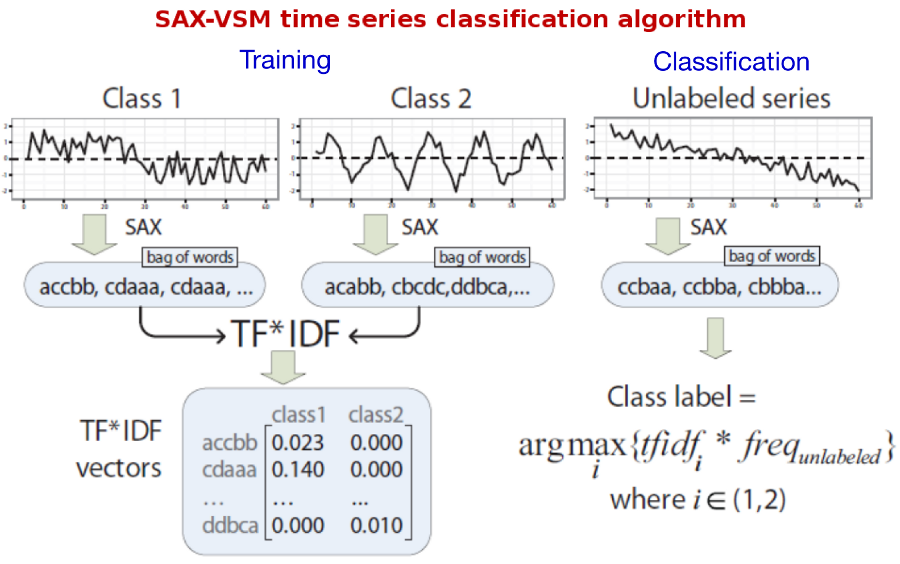 SAX-VSM time series classification algorithm
Training
Classification
Class 1
Class 2
Unlabeled series
2
1
0
-1
-2
0 10 20 30 40 50 60
2
1
0
-1
-2
0 10 20 30 40 50 60
2
1
0
-1
-2
0 10 20 30 40 50 60
SAX
SAX
SAX
bag of words
bag of words
bag of words
accbb, cdaaa, cdaaa, ...
acabb, cbcdc,ddbca,...
ccbaa, ccbba, cbbba...
TF*IDF
TF*IDF
vectors
class1 class2
accbb 0.023 0.000
cdaaa 0.140 0.000
... ... ...
ddbca 0.000 0.010
Class label =
arg max{tfidf_i * freq_unlabeled}
i
where i ∈ (1,2)